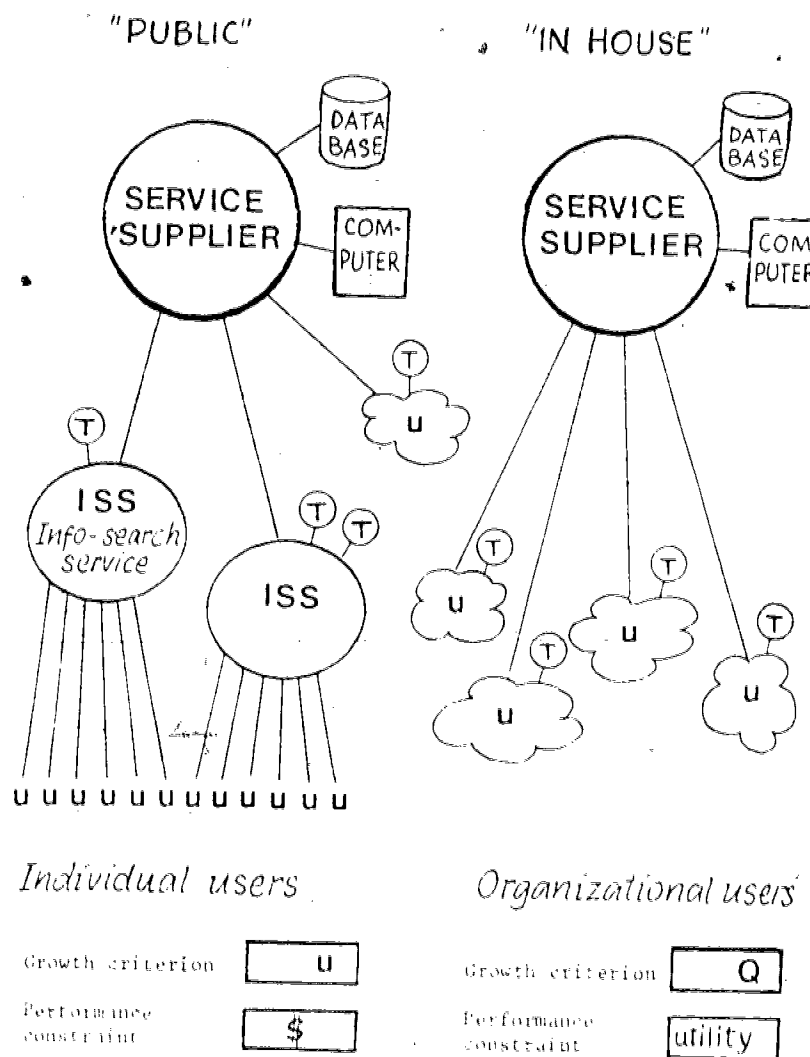 "PUBLIC"
DATA
BASE
SERVICE
'SUPPLIER
COM-
PUTER
T
u
T
ISS
Info-search
service
T
T
ISS
u u u u u u u u u u u u
Individual users
Growth criterion
u
Performance
constraint
$
"IN HOUSE"
DATA
BASE
SERVICE
SUPPLIER
COM
PUTER
T
u
T
u
T
u
T
u
Organizational users
Growth criterion
Q
Performance
constraint
utility